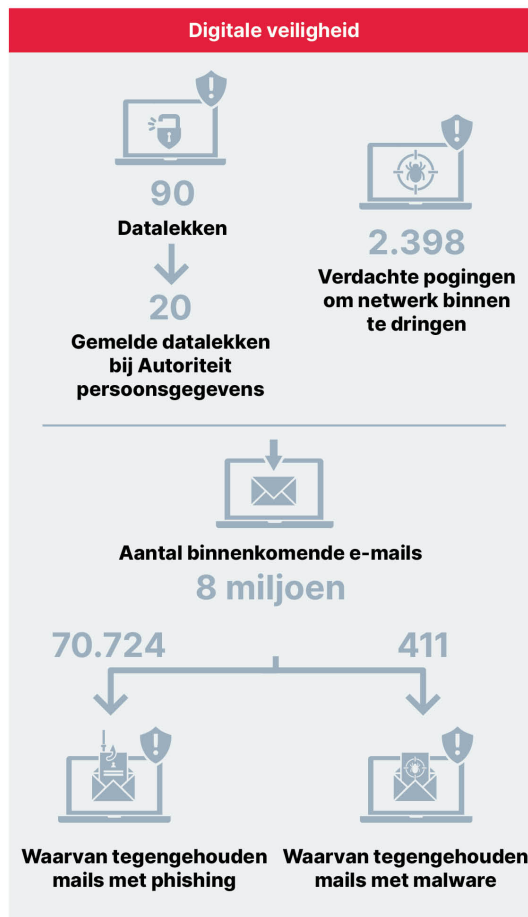 Digitale veiligheid
90
Datalekken
20
Gemelde datalekken
bij Autoriteit
persoonsgegevens
2.398
Verdachte pogingen
om netwerk binnen
te dringen
Aantal binnenkomende e-mails
8 miljoen
70.724
411
Waarvan tegengehouden
mails met phishing
Waarvan tegengehouden
mails met malware